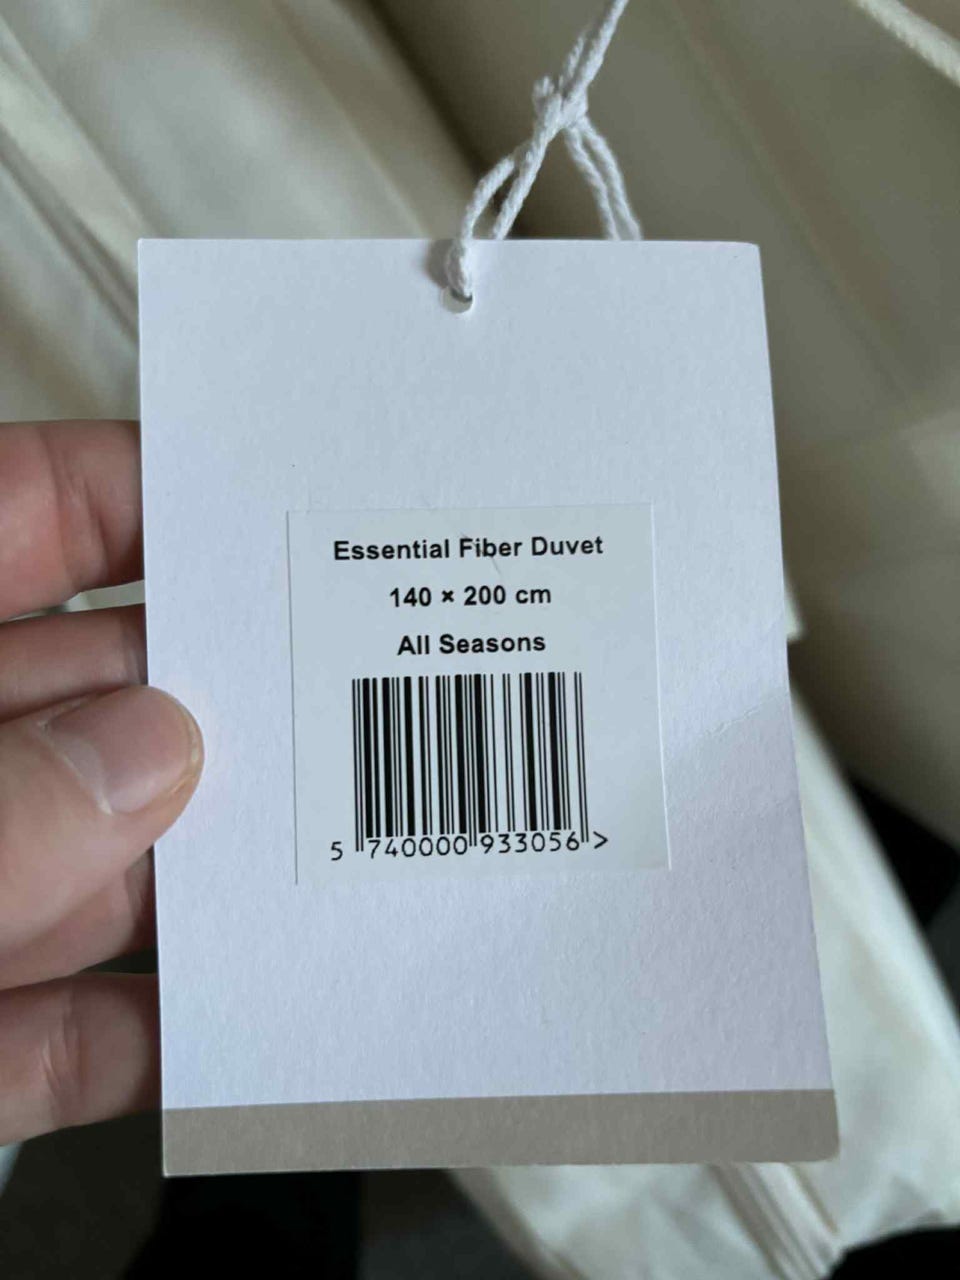 Essential Fiber Duvet
140 × 200 cm
All Seasons
5 740000 933056 >